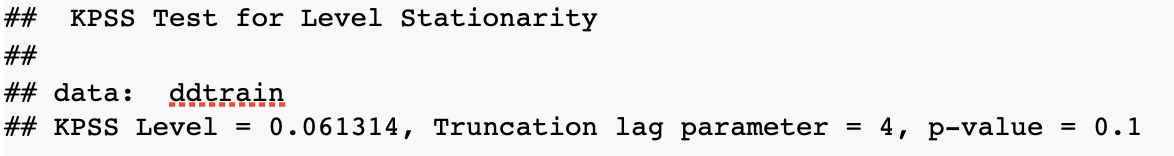 ##  KPSS Test for Level Stationarity
##
## data:  ddtrain
## KPSS Level = 0.061314, Truncation lag parameter = 4, p-value = 0.1